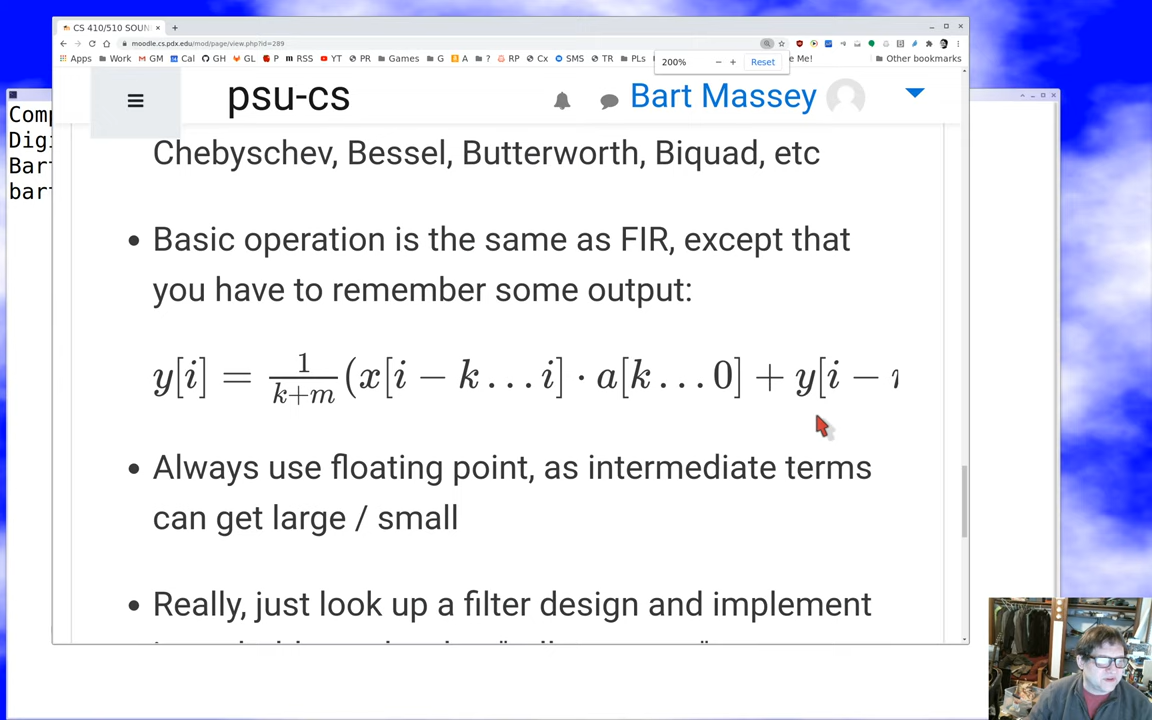 CS 410/510 SOUN
moodle.cs.pdx.edu/mod/page/view.php?id=289
Apps Work GM Cal GH GL P RSS YT PR Games G A ? RP Cx SMS TR PLs Me! Other bookmarks
200% − + Reset
psu-cs Bart Massey
Comp
Digi
Bar
bart
Chebyschev, Bessel, Butterworth, Biquad, etc
• Basic operation is the same as FIR, except that
you have to remember some output:
y[i] = 1/(k+m) (x[i − k…i] · a[k…0] + y[i −
• Always use floating point, as intermediate terms
can get large / small
• Really, just look up a filter design and implement